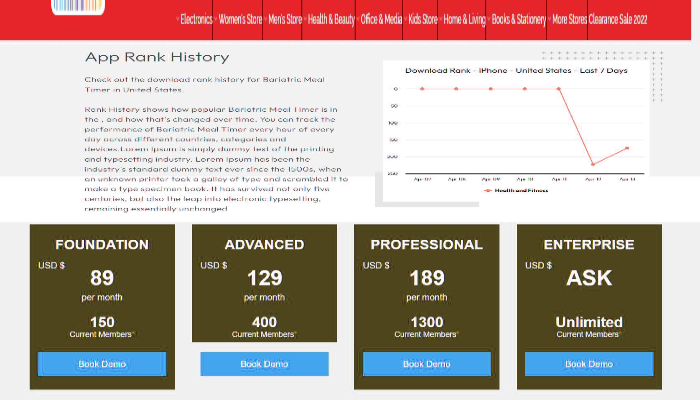 Electronics Women's Store Men's Store Health & Beauty Office & Media Kids Store Home & Living Books & Stationery More Stores Clearance Sale 2022
App Rank History
Check out the download rank history for Bariatric Meal
Timer in United States.
Rank History shows how popular Bariatric Meal Timer is in
the , and how that's changed over time. You can track the
performance of Bariatric Meal Timer every hour of every
day across different countries, categories and
devices.Lorem Ipsum is simply dummy text of the printing
and typesetting industry. Lorem Ipsum has been the
industry's standard dummy text ever since the 1500s, when
an unknown printer took a galley of type and scrambled it to
make a type specimen book. It has survived not only five
centuries, but also the leap into electronic typesetting,
remaining essentially unchanged
Download Rank - iPhone - United States - Last 7 Days
0
50
100
150
200
250
Apr 07 Apr 08 Apr 09 Apr 10 Apr 11 Apr 12 Apr 13
Health and Fitness
FOUNDATION
USD $
89
per month
150
Current Members*
Book Demo
ADVANCED
USD $
129
per month
400
Current Members*
Book Demo
PROFESSIONAL
USD $
189
per month
1300
Current Members*
Book Demo
ENTERPRISE
USD $
ASK
Unlimited
Current Members*
Book Demo